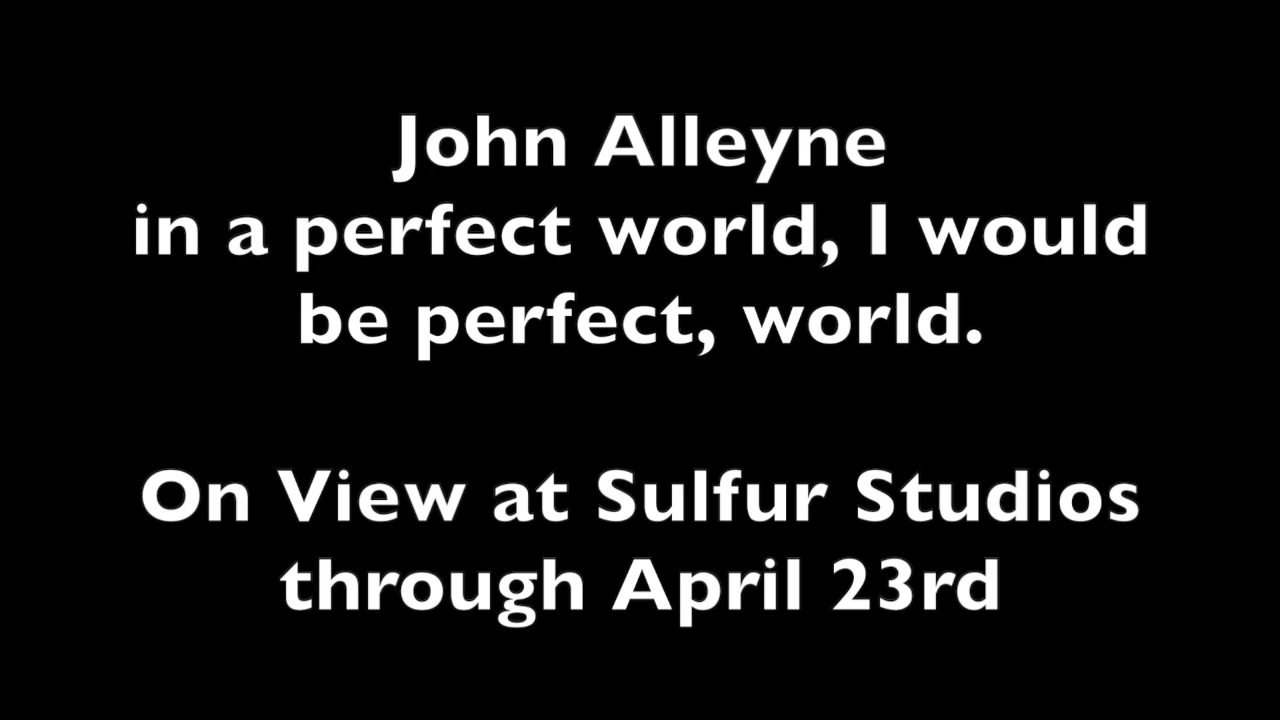 John Alleyne
in a perfect world, I would
be perfect, world.
On View at Sulfur Studios
through April 23rd